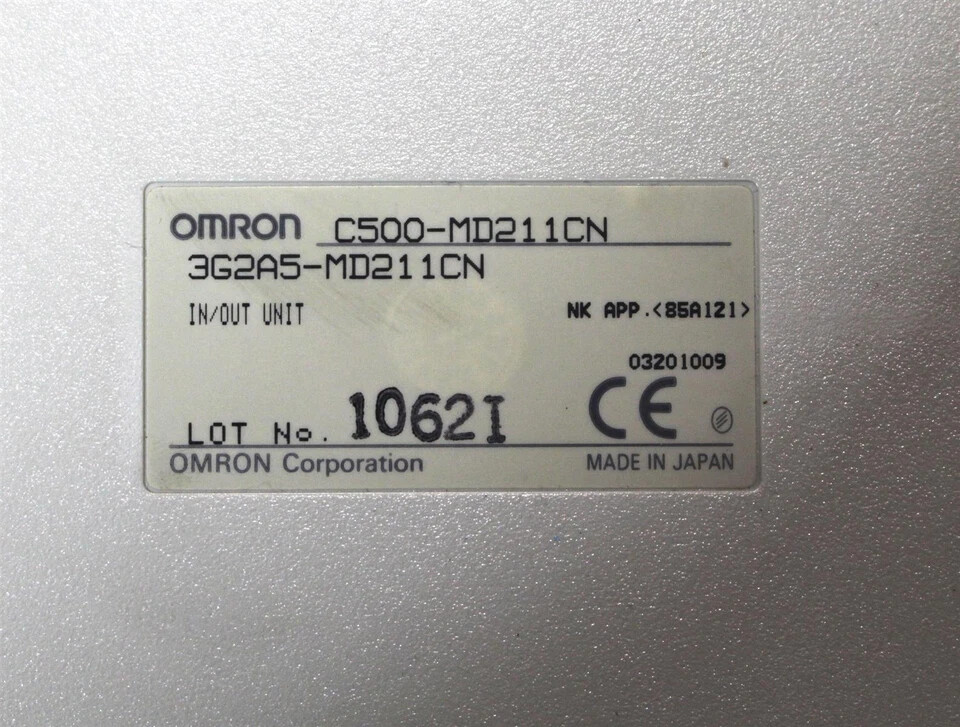 OMRON C500-MD211CN
3G2A5-MD211CN
IN/OUT UNIT
NK APP.<85A121>
03201009
LOT No. 10621
CE
OMRON Corporation
MADE IN JAPAN